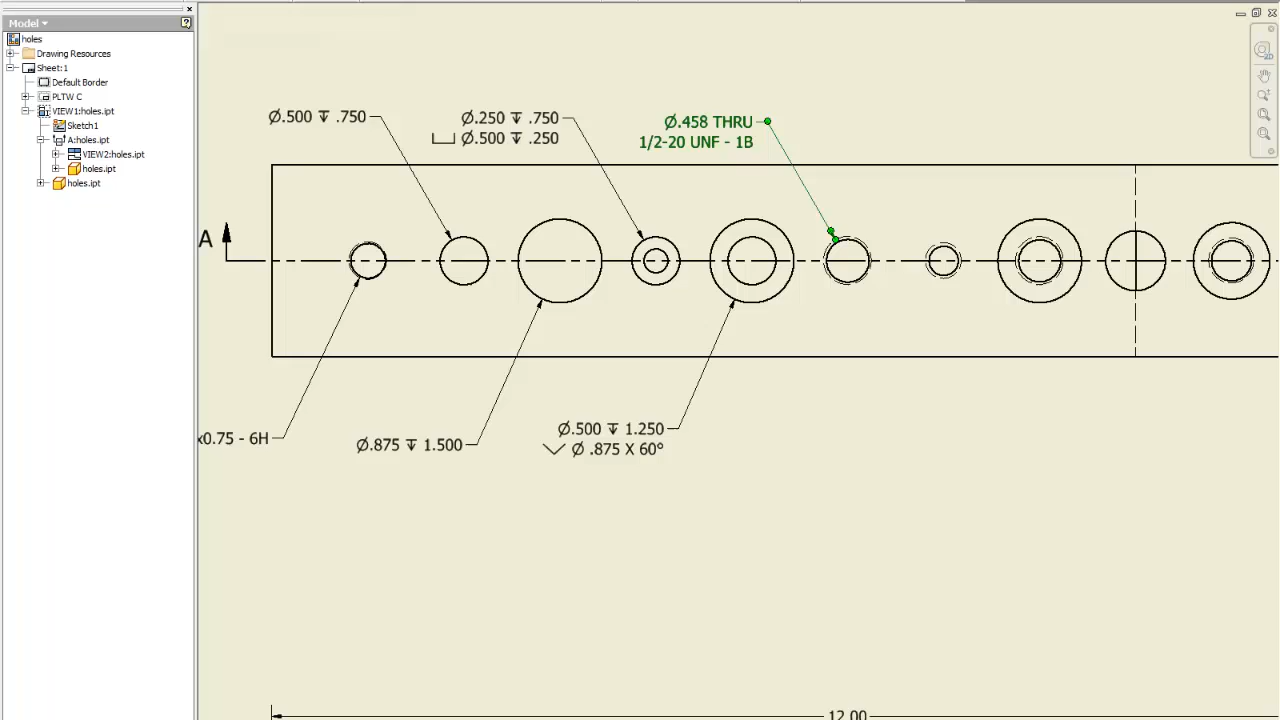 Model
holes
Drawing Resources
Sheet:1
Default Border
PLTW C
VIEW1:holes.ipt
Sketch1
A:holes.ipt
VIEW2:holes.ipt
holes.ipt
holes.ipt
Ø.500 ↧ .750
Ø.250 ↧ .750
⌴ Ø.500 ↧ .250
Ø.458 THRU
1/2-20 UNF - 1B
A
x0.75 - 6H
Ø.875 ↧ 1.500
Ø.500 ↧ 1.250
⌵ Ø .875 X 60°
12.00